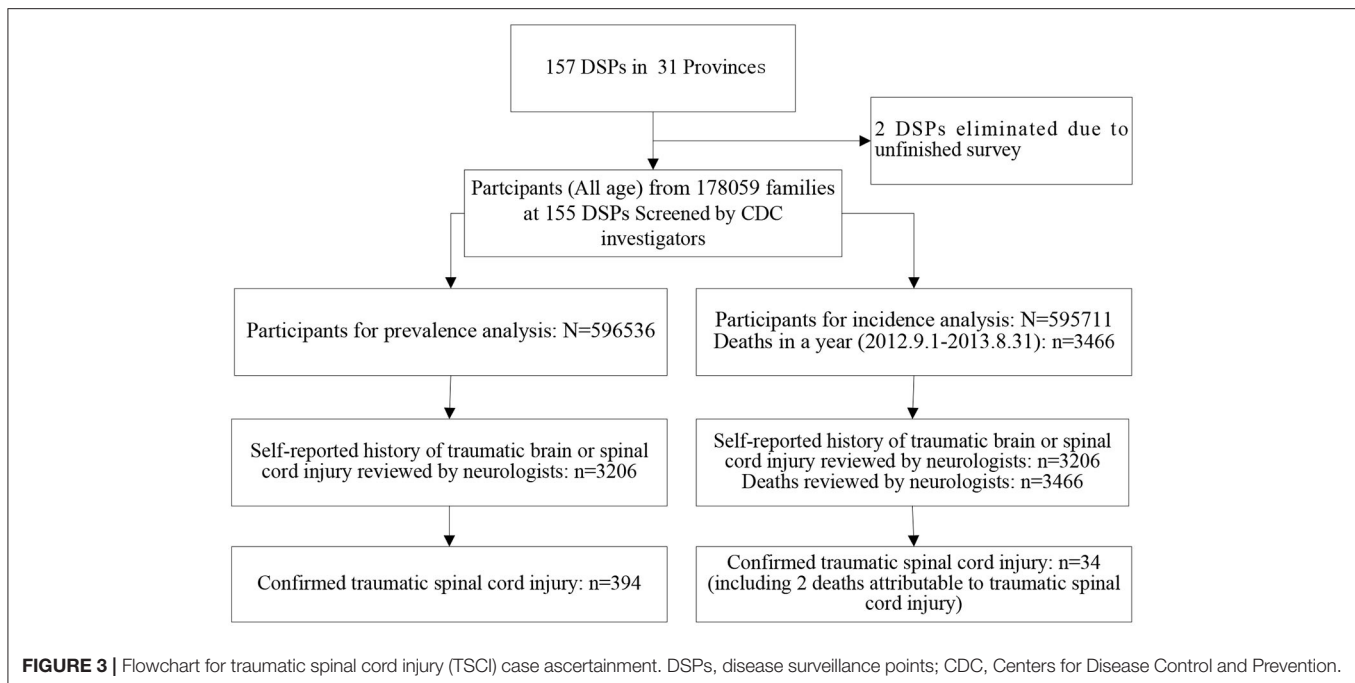 157 DSPs in 31 Provinces
2 DSPs eliminated due to
unfinished survey
Partcipants (All age) from 178059 families
at 155 DSPs Screened by CDC
investigators
Participants for prevalence analysis: N=596536
Participants for incidence analysis: N=595711
Deaths in a year (2012.9.1-2013.8.31): n=3466
Self-reported history of traumatic brain or spinal
cord injury reviewed by neurologists: n=3206
Self-reported history of traumatic brain or spinal
cord injury reviewed by neurologists: n=3206
Deaths reviewed by neurologists: n=3466
Confirmed traumatic spinal cord injury: n=394
Confirmed traumatic spinal cord injury: n=34
(including 2 deaths attributable to traumatic spinal
cord injury)
FIGURE 3 | Flowchart for traumatic spinal cord injury (TSCI) case ascertainment. DSPs, disease surveillance points; CDC, Centers for Disease Control and Prevention.